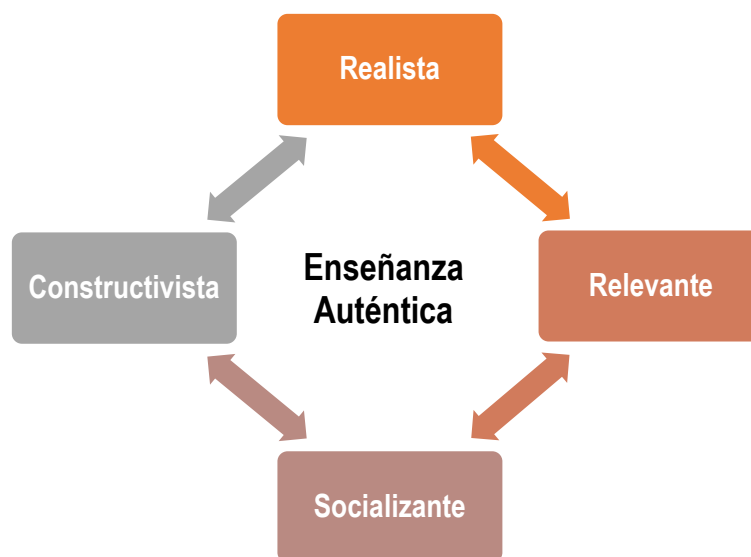 Realista
Constructivista
Enseñanza
Auténtica
Relevante
Socializante